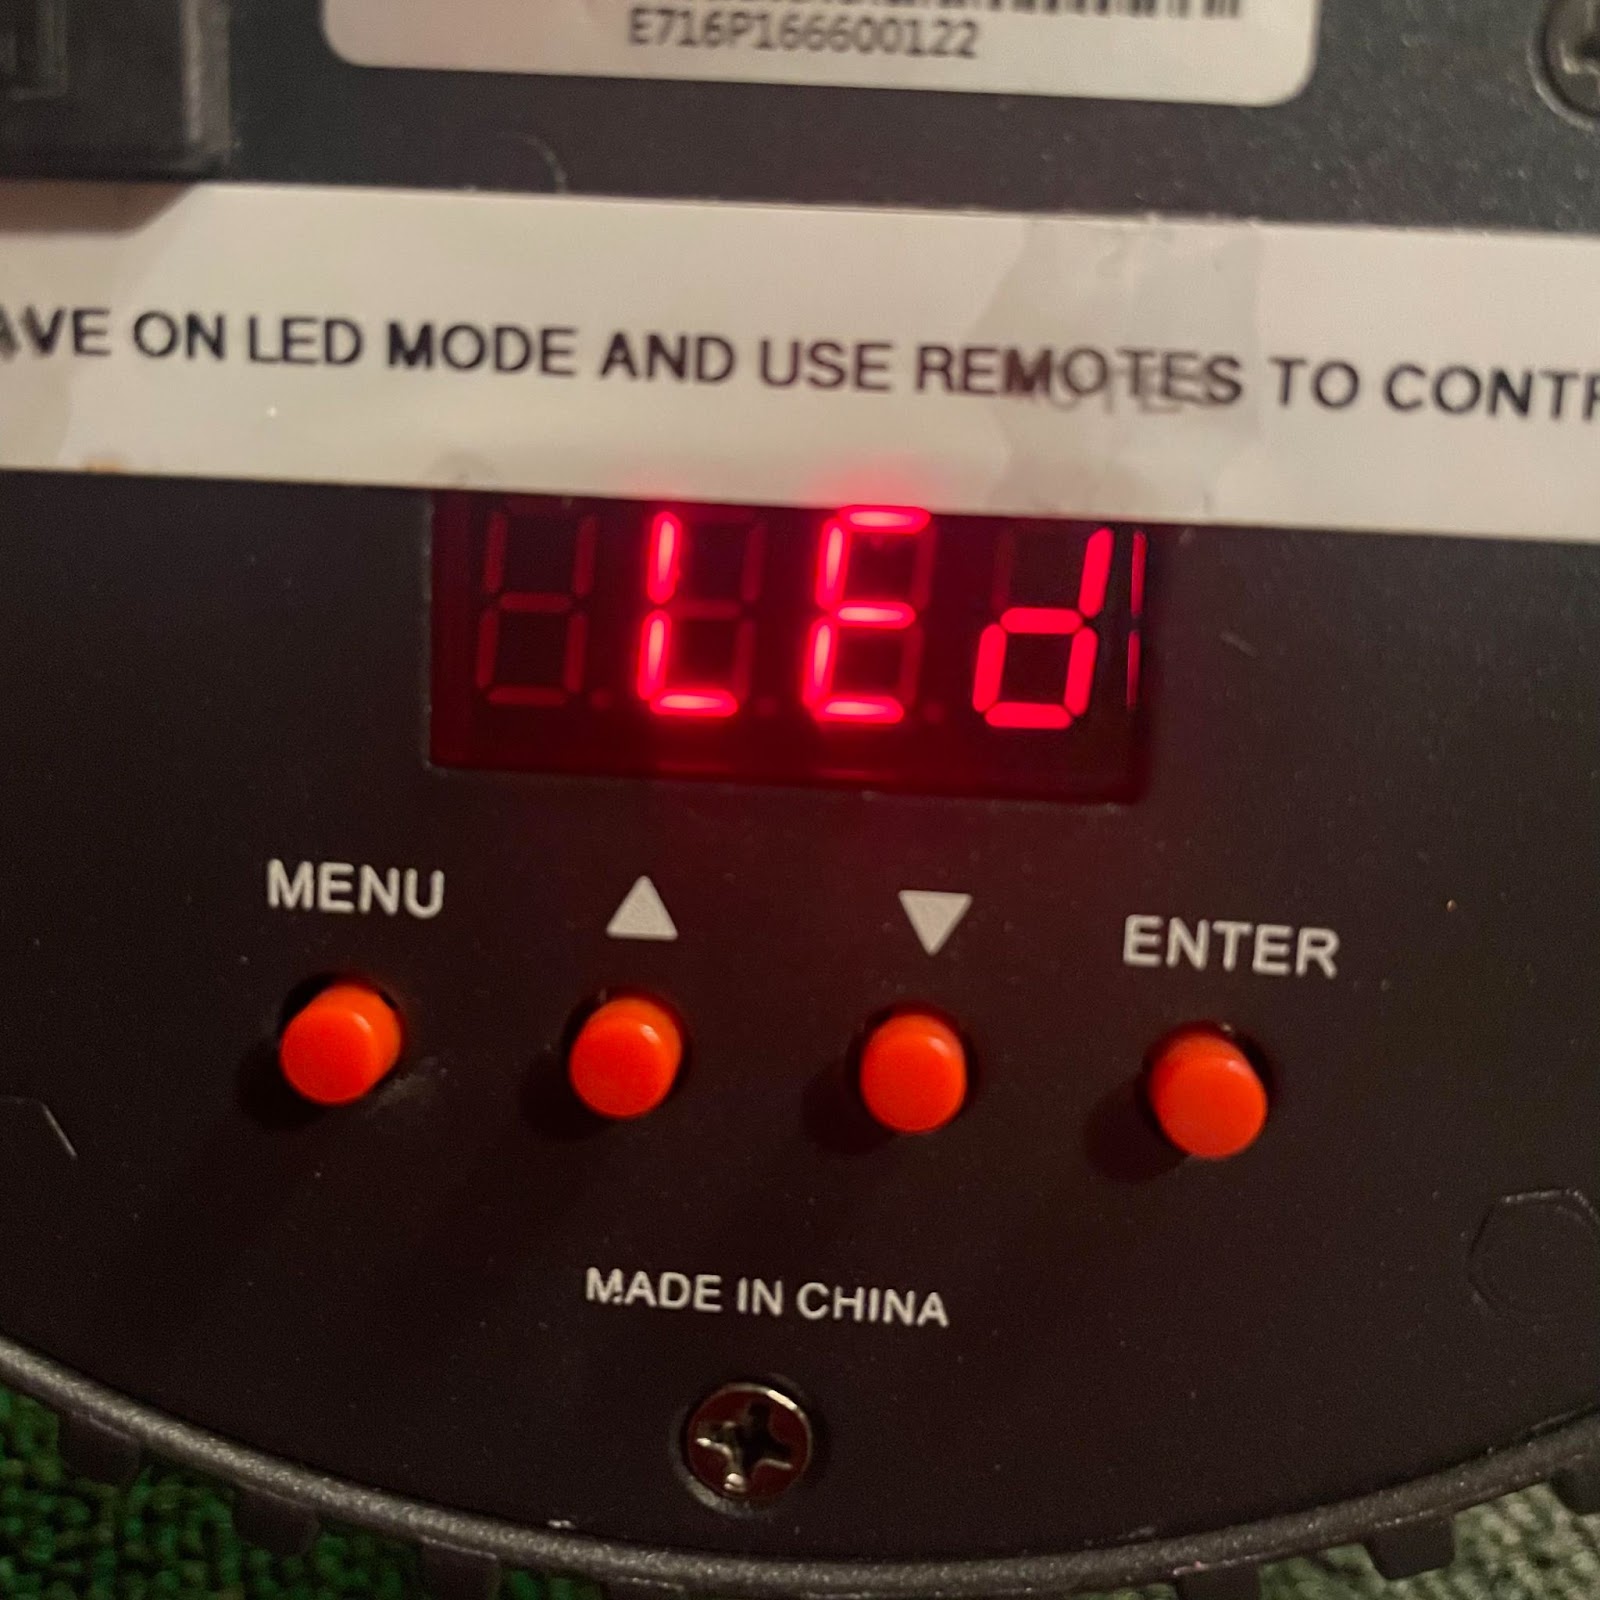 E716P166600122
AVE ON LED MODE AND USE REMOTES TO CONTR
LEd
MENU ▲ ▼ ENTER
MADE IN CHINA